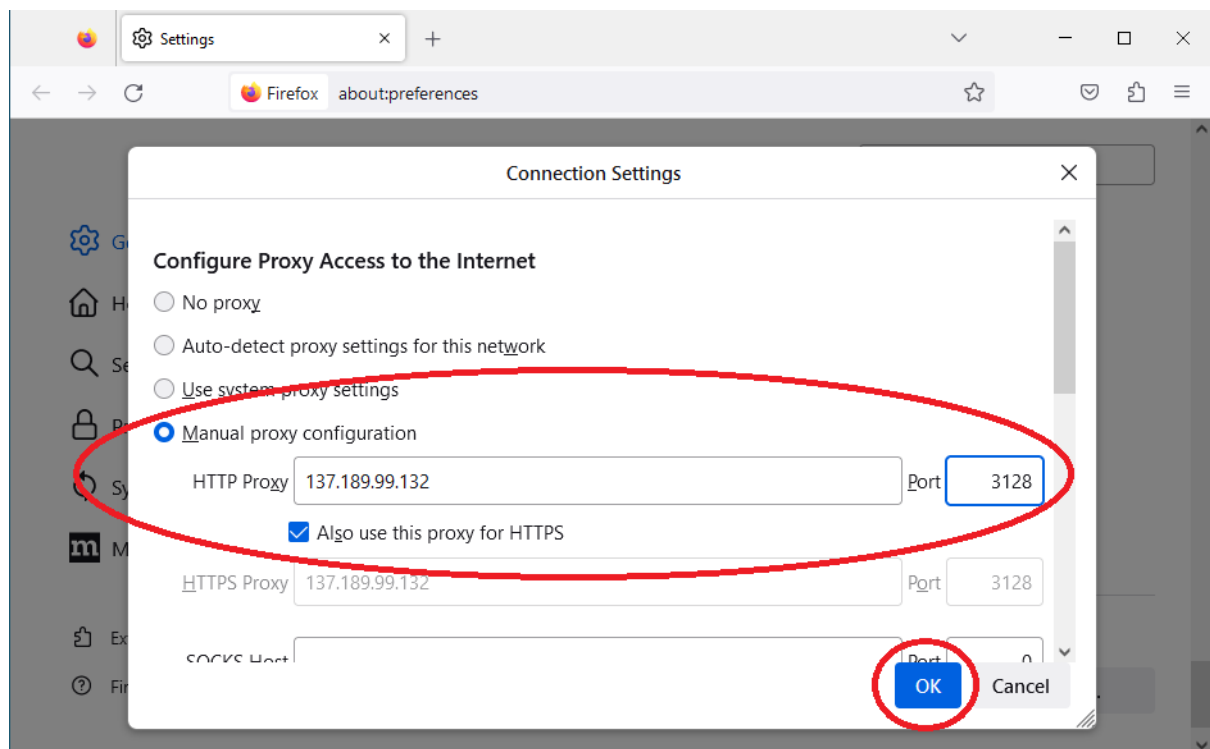 Settings
Firefox about:preferences
Connection Settings
Configure Proxy Access to the Internet
No proxy
Auto-detect proxy settings for this network
Use system proxy settings
Manual proxy configuration
HTTP Proxy 137.189.99.132 Port 3128
Also use this proxy for HTTPS
HTTPS Proxy 137.189.99.132 Port 3128
SOCKS Host Port 0
OK Cancel